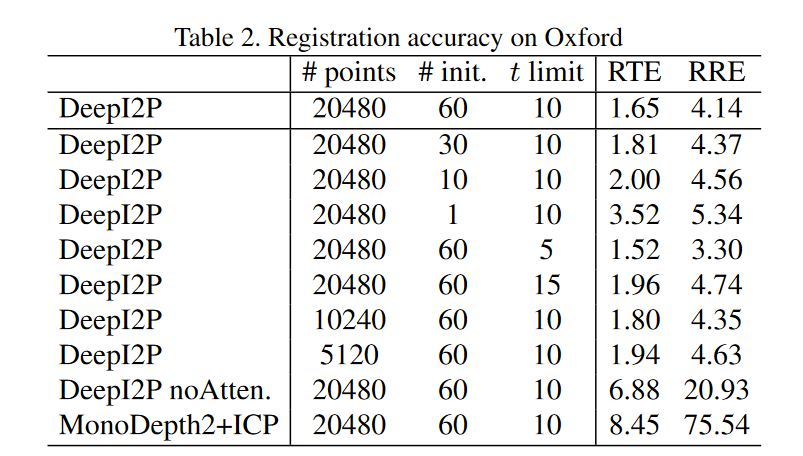 Table 2. Registration accuracy on Oxford
# points # init. t limit RTE RRE
DeepI2P 20480 60 10 1.65 4.14
DeepI2P 20480 30 10 1.81 4.37
DeepI2P 20480 10 10 2.00 4.56
DeepI2P 20480 1 10 3.52 5.34
DeepI2P 20480 60 5 1.52 3.30
DeepI2P 20480 60 15 1.96 4.74
DeepI2P 10240 60 10 1.80 4.35
DeepI2P 5120 60 10 1.94 4.63
DeepI2P noAtten. 20480 60 10 6.88 20.93
MonoDepth2+ICP 20480 60 10 8.45 75.54